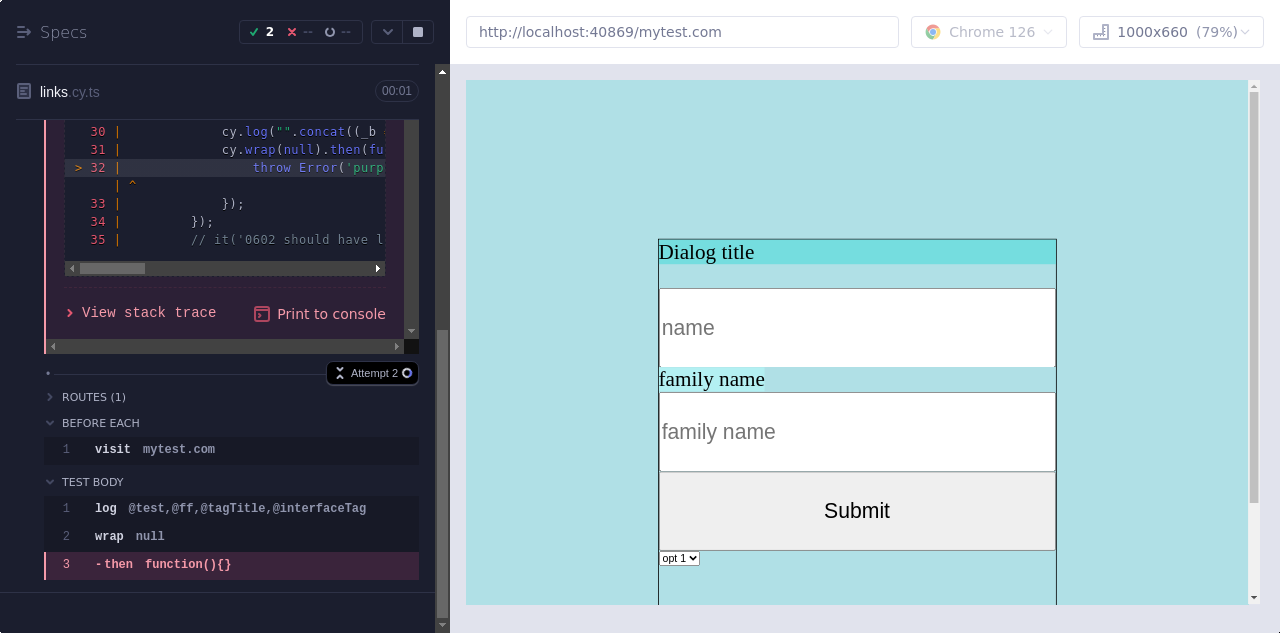 Specs
2
--
--
links.cy.ts
00:01
30 | cy.log("".concat((_b
31 | cy.wrap(null).then(fu
> 32 | throw Error('purp
| ^
33 | });
34 | });
35 | // it('0602 should have l
View stack trace
Print to console
Attempt 2
ROUTES (1)
BEFORE EACH
1 visit mytest.com
TEST BODY
1 log @test,@ff,@tagTitle,@interfaceTag
2 wrap null
3 -then function(){}
http://localhost:40869/mytest.com
Chrome 126
1000x660 (79%)
Dialog title
name
family name
family name
Submit
opt 1